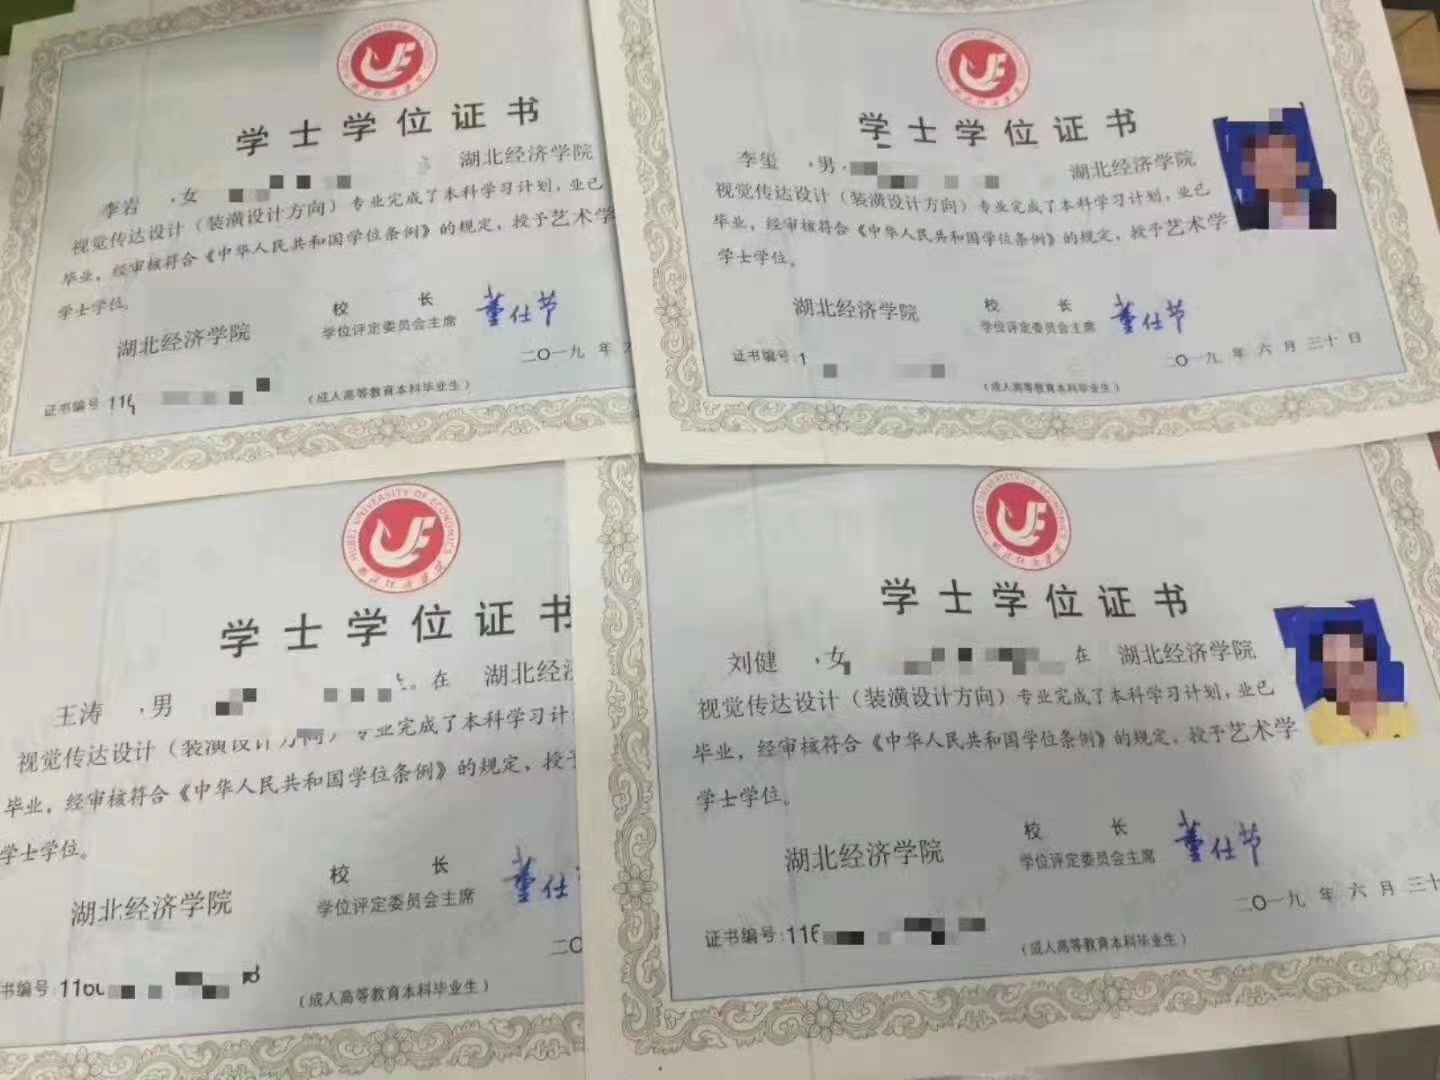 学士学位证书
李岩 ,女 湖北经济学院
视觉传达设计（装潢设计方向）专业完成了本科学习计划，业已
毕业，经审核符合《中华人民共和国学位条例》的规定，授予艺术学
学士学位。
湖北经济学院
校 长
学位评定委员会主席
董仕节
二〇一九 年
证书编号 116
（成人高等教育本科毕业生）
学士学位证书
李玺 ,男, 湖北经济学院
视觉传达设计（装潢设计方向）专业完成了本科学习计划，业已
毕业，经审核符合《中华人民共和国学位条例》的规定，授予艺术学
学士学位。
湖北经济学院
校 长
学位评定委员会主席
董仕节
二〇一九 年 六 月 三十 日
证书编号:1
（成人高等教育本科毕业生）
HUBEI UNIVERSITY OF ECONOMICS
学士学位证书
王涛 ,男 。在 湖北经济
视觉传达设计（装潢设计方向）专业完成了本科学习计
毕业，经审核符合《中华人民共和国学位条例》的规定，授予
学士学位。
湖北经济学院
校 长
学位评定委员会主席
董仕
二〇
书编号:116
（成人高等教育本科毕业生）
HUBEI UNIVERSITY OF ECONOMICS
学士学位证书
刘健 ,女 在 湖北经济学院
视觉传达设计（装潢设计方向）专业完成了本科学习计划，业已
毕业，经审核符合《中华人民共和国学位条例》的规定，授予艺术学
学士学位。
湖北经济学院
校 长
学位评定委员会主席
董仕节
二〇一九 年 六 月 三十
证书编号:116
（成人高等教育本科毕业生）